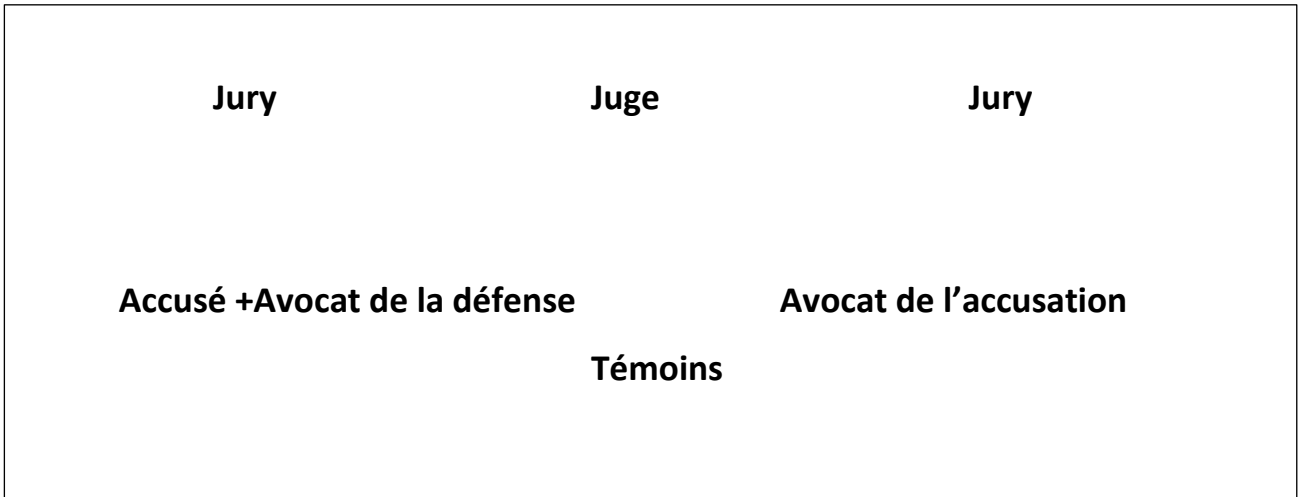 Jury Juge Jury
Accusé +Avocat de la défense Avocat de l’accusation
Témoins